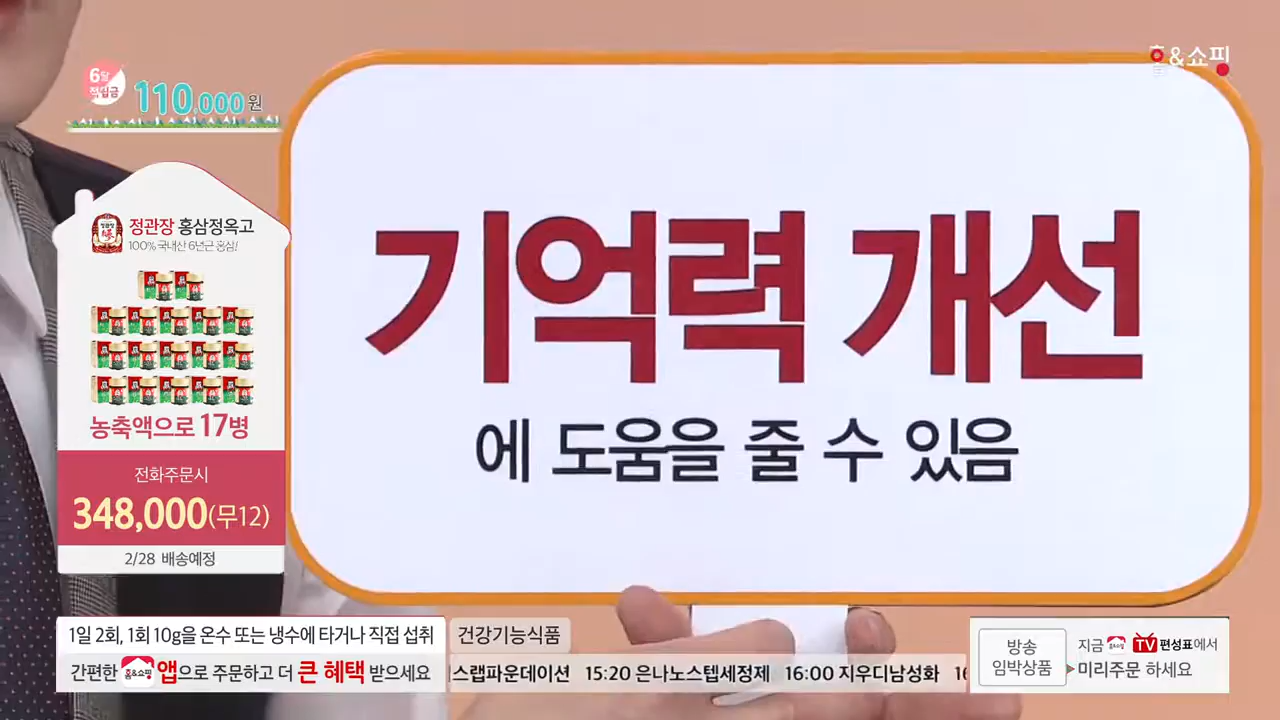 홈&쇼핑
6달
적립금
110,000원
정관장 홍삼정옥고
100% 국내산 6년근 홍삼!
농축액으로 17병
전화주문시
348,000(무12)
2/28 배송예정
기억력 개선
에 도움을 줄 수 있음
1일 2회, 1회 10g을 온수 또는 냉수에 타거나 직접 섭취
건강기능식품
간편한 홈&쇼핑 앱으로 주문하고 더 큰 혜택 받으세요
스랩파운데이션 15:20 은나노스텝세정제 16:00 지우디남성화
방송
임박상품
지금 홈&쇼핑 TV편성표에서
미리주문 하세요